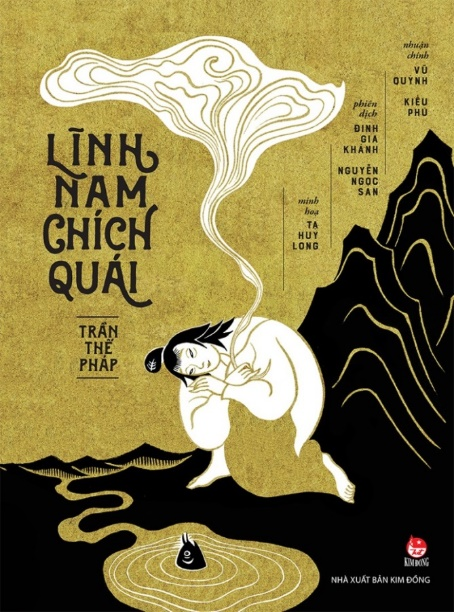 LĨNH
NAM
CHÍCH
QUÁI
TRẦN
THẾ
PHÁP
nhuận chính
VŨ
QUỲNH
KIỀU
PHÚ
phiên dịch
ĐINH
GIA
KHÁNH
NGUYỄN
NGỌC
SAN
minh hoạ
TẠ
HUY
LONG
KIM ĐỒNG
NHÀ XUẤT BẢN KIM ĐỒNG